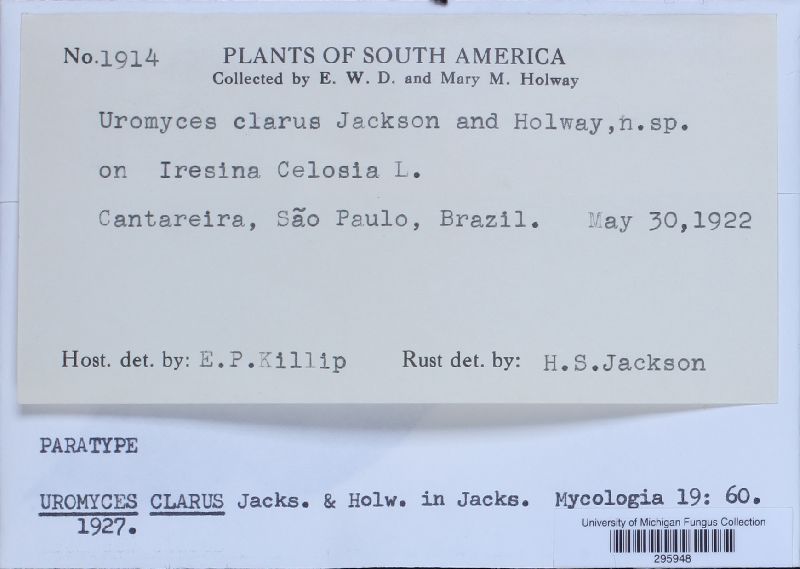 No. 1914 PLANTS OF SOUTH AMERICA
Collected by E. W. D. and Mary M. Holway
Uromyces clarus Jackson and Holway,n.sp.
on Iresina Celosia L.
Cantareira, São Paulo, Brazil. May 30,1922
Host. det. by: E.P.Killip Rust det. by: H.S.Jackson
PARATYPE
UROMYCES CLARUS Jacks. & Holw. in Jacks. Mycologia 19: 60.
1927.
University of Michigan Fungus Collection
295948